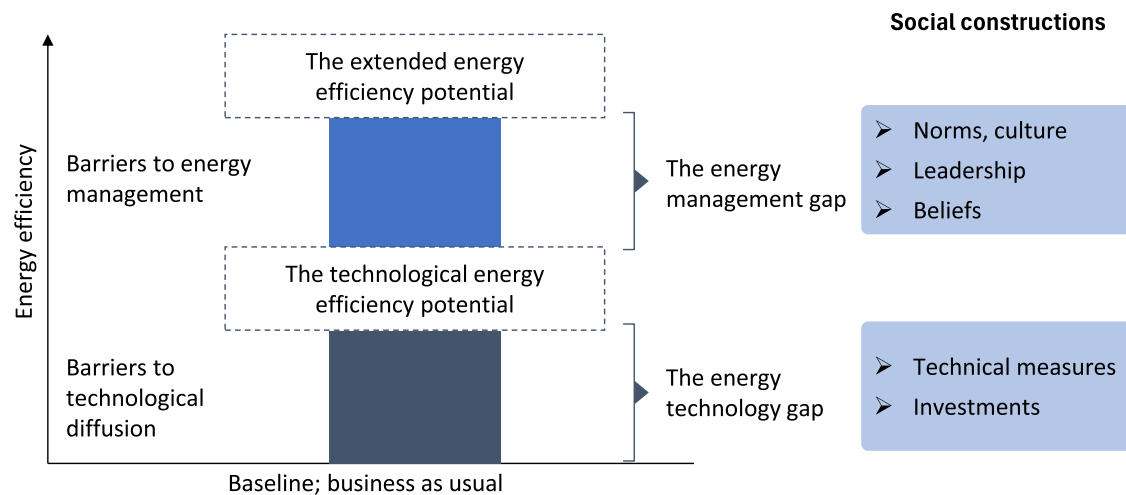 Social constructions
The extended energy
efficiency potential
Barriers to energy
management
The energy
management gap
Norms, culture
Leadership
Beliefs
Energy efficiency
The technological energy
efficiency potential
Barriers to
technological
diffusion
The energy
technology gap
Technical measures
Investments
Baseline; business as usual